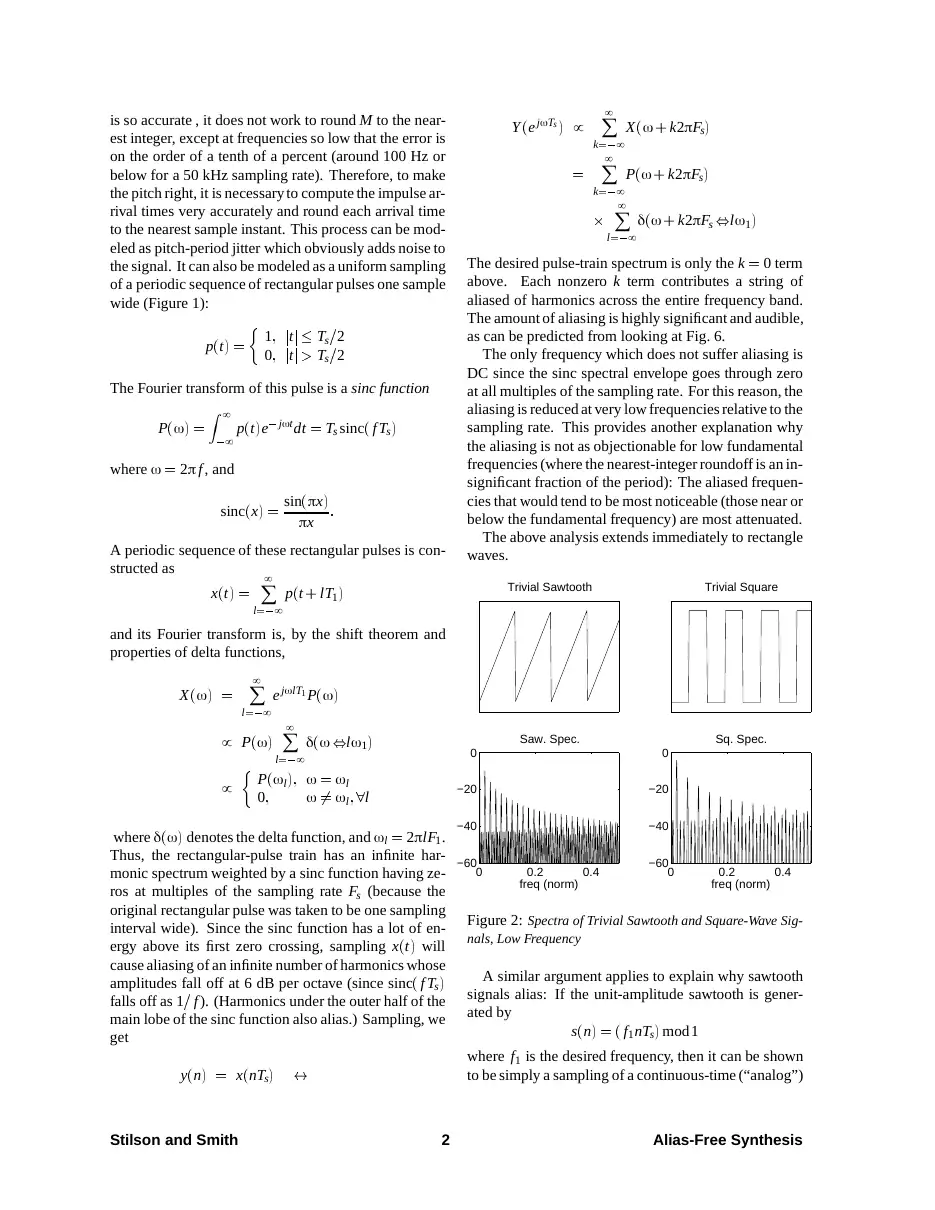 is so accurate , it does not work to round M to the near-
est integer, except at frequencies so low that the error is
on the order of a tenth of a percent (around 100 Hz or
below for a 50 kHz sampling rate). Therefore, to make
the pitch right, it is necessary to compute the impulse ar-
rival times very accurately and round each arrival time
to the nearest sample instant. This process can be mod-
eled as pitch-period jitter which obviously adds noise to
the signal. It can also be modeled as a uniform sampling
of a periodic sequence of rectangular pulses one sample
wide (Figure 1):
p(t) = { 1, |t| ≤ Ts/2
0, |t| > Ts/2
The Fourier transform of this pulse is a sinc function
P(ω) = ∫_{−∞}^{∞} p(t)e^{−jωt}dt = Ts sinc(fTs)
where ω = 2πf, and
sinc(x) = sin(πx)/πx.
A periodic sequence of these rectangular pulses is con-
structed as
x(t) = ∑_{l=−∞}^{∞} p(t + lT1)
and its Fourier transform is, by the shift theorem and
properties of delta functions,
X(ω) = ∑_{l=−∞}^{∞} e^{jωlT1} P(ω)
∝ P(ω) ∑_{l=−∞}^{∞} δ(ω ⇔ lω1)
∝ { P(ωl), ω = ωl
0, ω ≠ ωl, ∀l
where δ(ω) denotes the delta function, and ωl = 2πlF1.
Thus, the rectangular-pulse train has an infinite har-
monic spectrum weighted by a sinc function having ze-
ros at multiples of the sampling rate Fs (because the
original rectangular pulse was taken to be one sampling
interval wide). Since the sinc function has a lot of en-
ergy above its first zero crossing, sampling x(t) will
cause aliasing of an infinite number of harmonics whose
amplitudes fall off at 6 dB per octave (since sinc(fTs)
falls off as 1/f). (Harmonics under the outer half of the
main lobe of the sinc function also alias.) Sampling, we
get
y(n) = x(nTs) ↔
Y(e^{jωTs}) ∝ ∑_{k=−∞}^{∞} X(ω + k2πFs)
= ∑_{k=−∞}^{∞} P(ω + k2πFs)
× ∑_{l=−∞}^{∞} δ(ω + k2πFs ⇔ lω1)
The desired pulse-train spectrum is only the k = 0 term
above. Each nonzero k term contributes a string of
aliased of harmonics across the entire frequency band.
The amount of aliasing is highly significant and audible,
as can be predicted from looking at Fig. 6.
The only frequency which does not suffer aliasing is
DC since the sinc spectral envelope goes through zero
at all multiples of the sampling rate. For this reason, the
aliasing is reduced at very low frequencies relative to the
sampling rate. This provides another explanation why
the aliasing is not as objectionable for low fundamental
frequencies (where the nearest-integer roundoff is an in-
significant fraction of the period): The aliased frequen-
cies that would tend to be most noticeable (those near or
below the fundamental frequency) are most attenuated.
The above analysis extends immediately to rectangle
waves.
Trivial Sawtooth
Trivial Square
Saw. Spec.
0
−20
−40
−60
0 0.2 0.4
freq (norm)
Sq. Spec.
0
−20
−40
−60
0 0.2 0.4
freq (norm)
Figure 2: Spectra of Trivial Sawtooth and Square-Wave Sig-
nals, Low Frequency
A similar argument applies to explain why sawtooth
signals alias: If the unit-amplitude sawtooth is gener-
ated by
s(n) = (f1nTs) mod 1
where f1 is the desired frequency, then it can be shown
to be simply a sampling of a continuous-time (“analog”)
Stilson and Smith 2 Alias-Free Synthesis